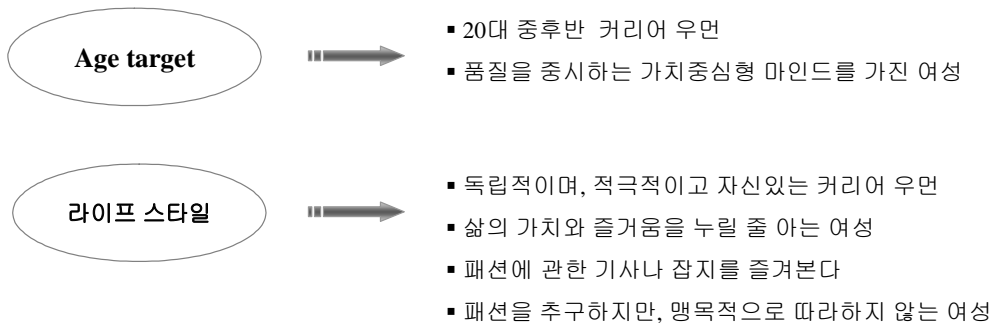 Age target
▪ 20대 중후반 커리어 우먼
▪ 품질을 중시하는 가치중심형 마인드를 가진 여성
라이프 스타일
▪ 독립적이며, 적극적이고 자신있는 커리어 우먼
▪ 삶의 가치와 즐거움을 누릴 줄 아는 여성
▪ 패션에 관한 기사나 잡지를 즐겨본다
▪ 패션을 추구하지만, 맹목적으로 따라하지 않는 여성